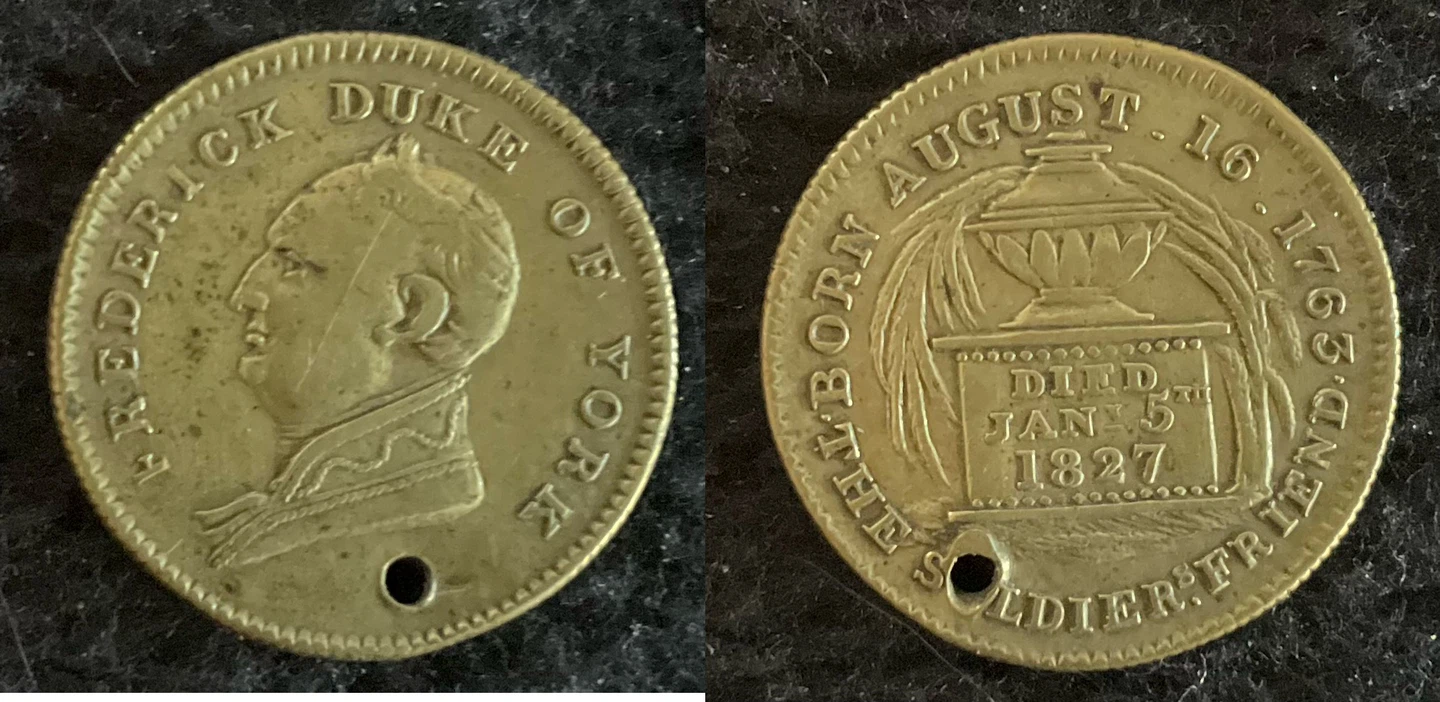 FREDERICK DUKE OF YORK
BORN AUGUST . 16 . 1763.
DIED
JANY 5TH
1827
THE SOLDIERS FRIEND.